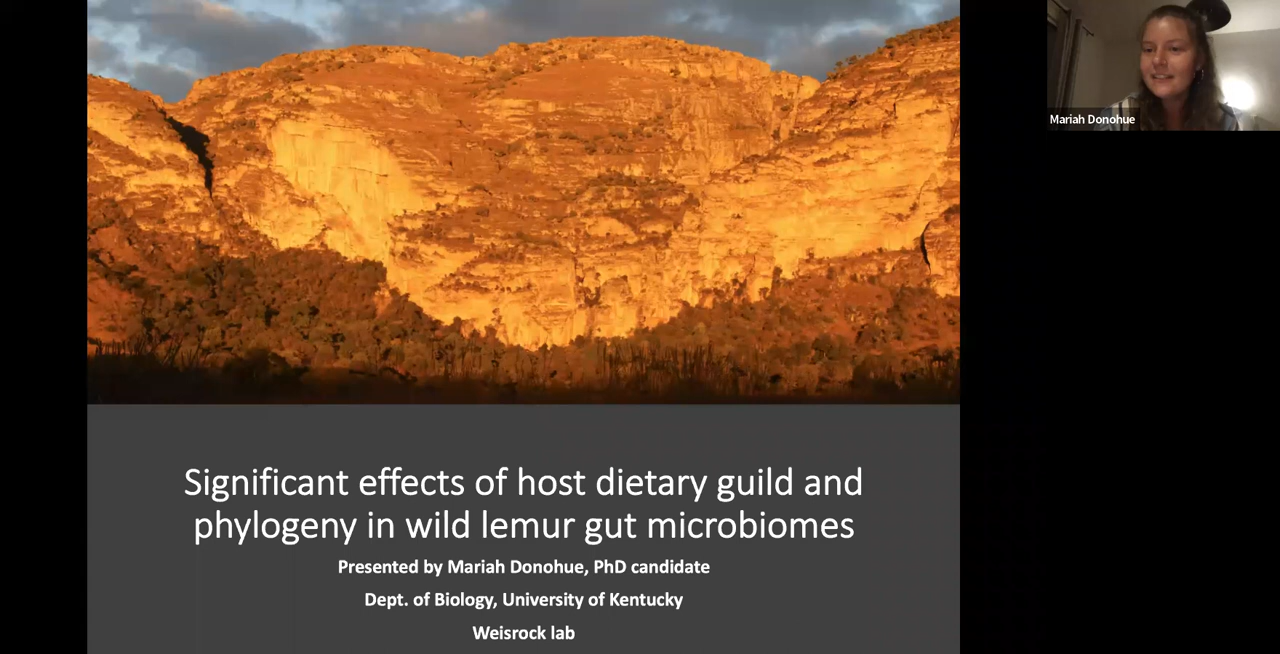 Mariah Donohue
Significant effects of host dietary guild and
phylogeny in wild lemur gut microbiomes
Presented by Mariah Donohue, PhD candidate
Dept. of Biology, University of Kentucky
Weisrock lab